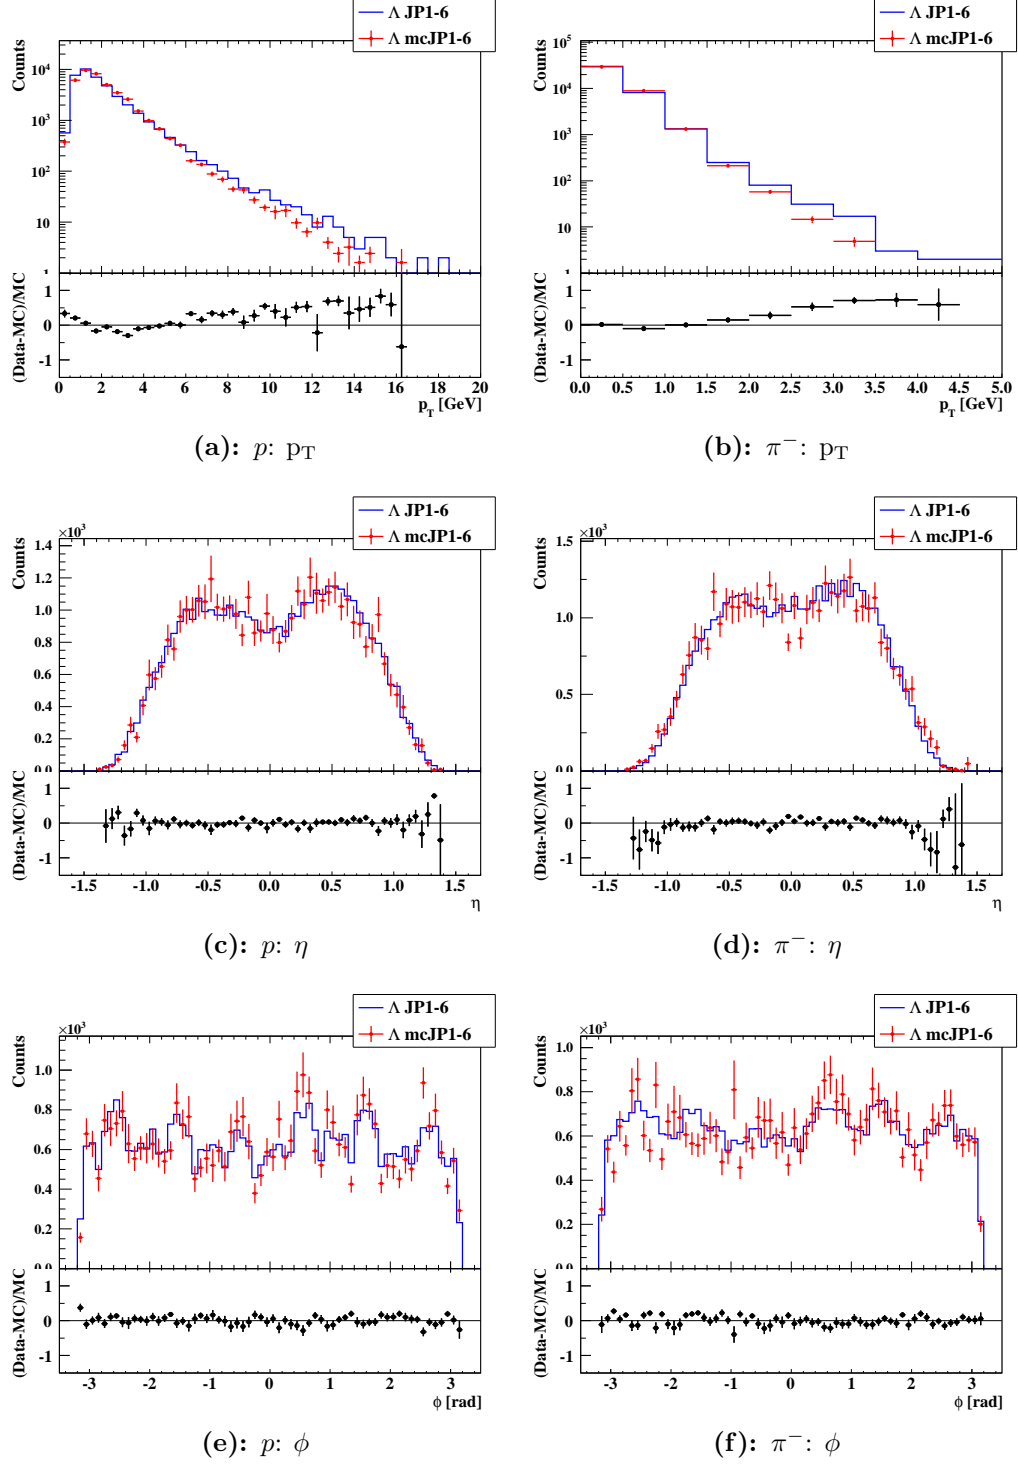 Λ JP1-6
Λ mcJP1-6
Counts
10⁴
10³
10²
10
1
(Data-MC)/MC
1
0
-1
0 2 4 6 8 10 12 14 16 18 20
p_T [GeV]
(a): p: p_T
Λ JP1-6
Λ mcJP1-6
Counts
10⁵
10⁴
10³
10²
10
1
(Data-MC)/MC
1
0
-1
0.0 0.5 1.0 1.5 2.0 2.5 3.0 3.5 4.0 4.5 5.0
p_T [GeV]
(b): π⁻: p_T
Λ JP1-6
Λ mcJP1-6
×10³
Counts
1.4
1.2
1.0
0.8
0.6
0.4
0.2
0.0
(Data-MC)/MC
1
0
-1
-1.5 -1.0 -0.5 0.0 0.5 1.0 1.5
η
(c): p: η
Λ JP1-6
Λ mcJP1-6
×10³
Counts
1.5
1.0
0.5
0.0
(Data-MC)/MC
1
0
-1
-1.5 -1.0 -0.5 0.0 0.5 1.0 1.5
η
(d): π⁻: η
Λ JP1-6
Λ mcJP1-6
×10³
Counts
1.0
0.8
0.6
0.4
0.2
0.0
(Data-MC)/MC
1
0
-1
-3 -2 -1 0 1 2 3
ϕ [rad]
(e): p: ϕ
Λ JP1-6
Λ mcJP1-6
×10³
Counts
1.0
0.8
0.6
0.4
0.2
0.0
(Data-MC)/MC
1
0
-1
-3 -2 -1 0 1 2 3
ϕ [rad]
(f): π⁻: ϕ